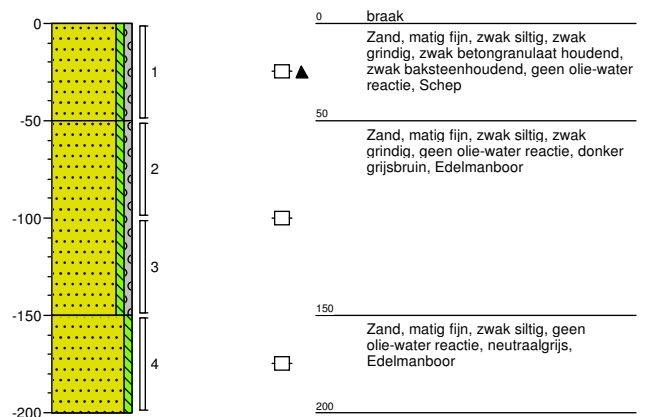 0
-50
-100
-150
-200
1
2
3
4
0 braak
Zand, matig fijn, zwak siltig, zwak
grindig, zwak betongranulaat houdend,
zwak baksteenhoudend, geen olie-water
reactie, Schep
50
Zand, matig fijn, zwak siltig, zwak
grindig, geen olie-water reactie, donker
grijsbruin, Edelmanboor
150
Zand, matig fijn, zwak siltig, geen
olie-water reactie, neutraalgrijs,
Edelmanboor
200